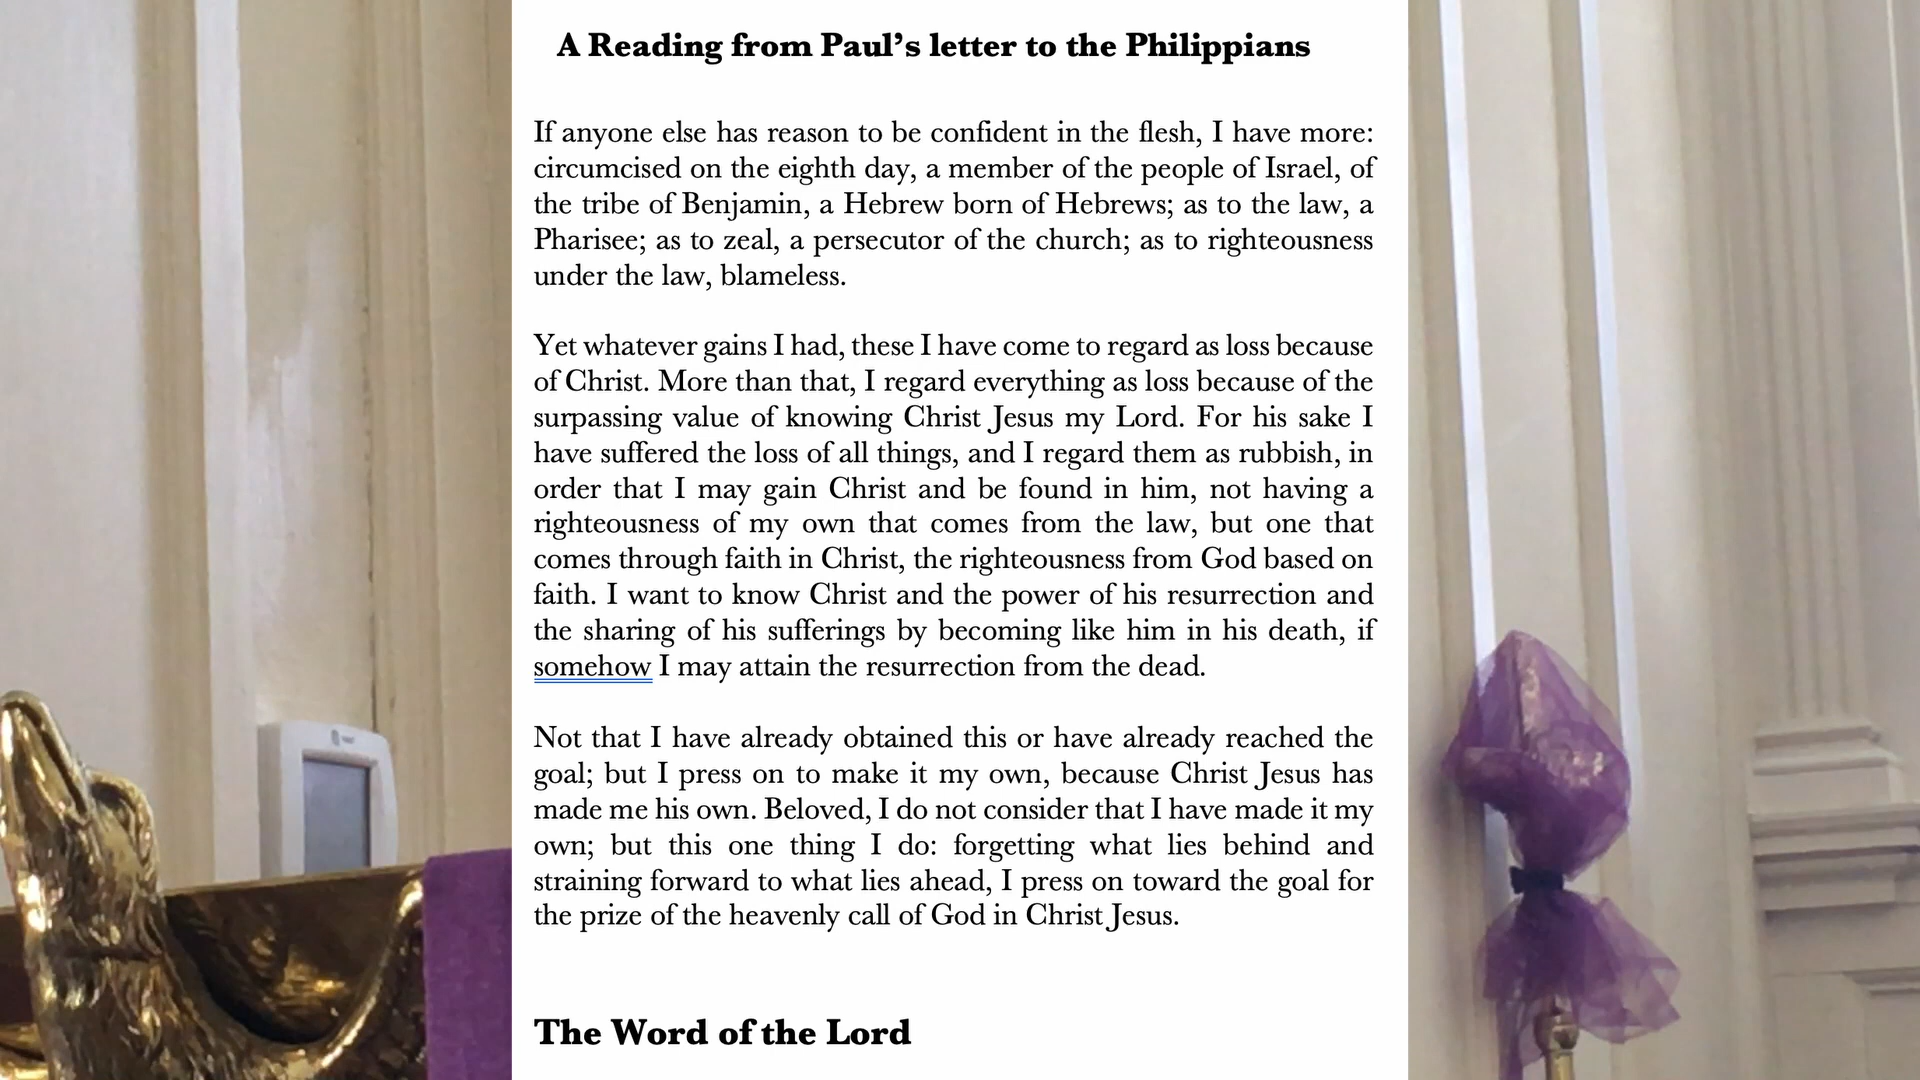 A Reading from Paul’s letter to the Philippians
If anyone else has reason to be confident in the flesh, I have more:
circumcised on the eighth day, a member of the people of Israel, of
the tribe of Benjamin, a Hebrew born of Hebrews; as to the law, a
Pharisee; as to zeal, a persecutor of the church; as to righteousness
under the law, blameless.
Yet whatever gains I had, these I have come to regard as loss because
of Christ. More than that, I regard everything as loss because of the
surpassing value of knowing Christ Jesus my Lord. For his sake I
have suffered the loss of all things, and I regard them as rubbish, in
order that I may gain Christ and be found in him, not having a
righteousness of my own that comes from the law, but one that
comes through faith in Christ, the righteousness from God based on
faith. I want to know Christ and the power of his resurrection and
the sharing of his sufferings by becoming like him in his death, if
somehow I may attain the resurrection from the dead.
Not that I have already obtained this or have already reached the
goal; but I press on to make it my own, because Christ Jesus has
made me his own. Beloved, I do not consider that I have made it my
own; but this one thing I do: forgetting what lies behind and
straining forward to what lies ahead, I press on toward the goal for
the prize of the heavenly call of God in Christ Jesus.
The Word of the Lord